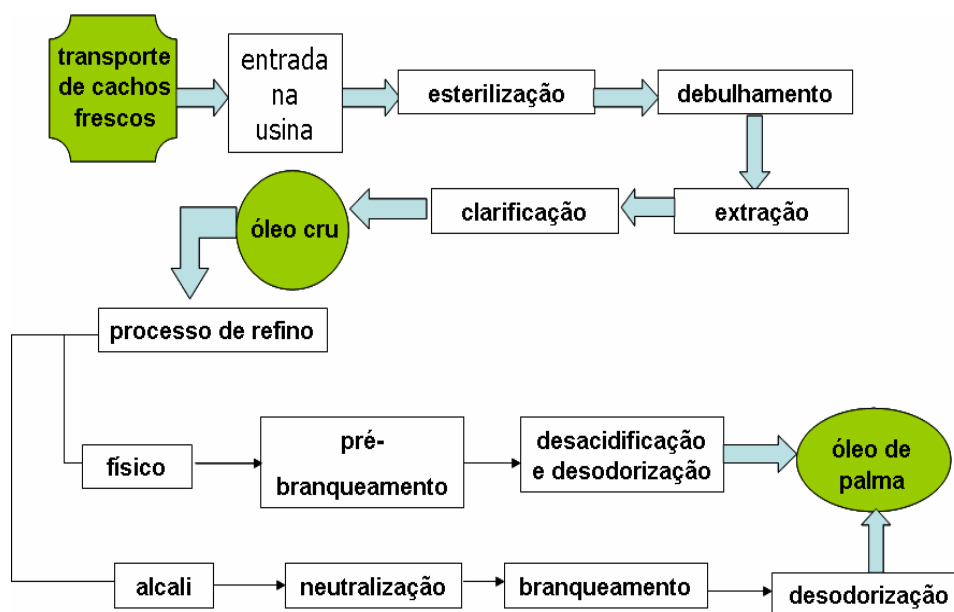 transporte
de cachos
frescos
entrada
na
usina
esterilização
debulhamento
extração
clarificação
óleo cru
processo de refino
físico
pré-
branqueamento
desacidificação
e desodorização
óleo de
palma
alcali
neutralização
branqueamento
desodorização